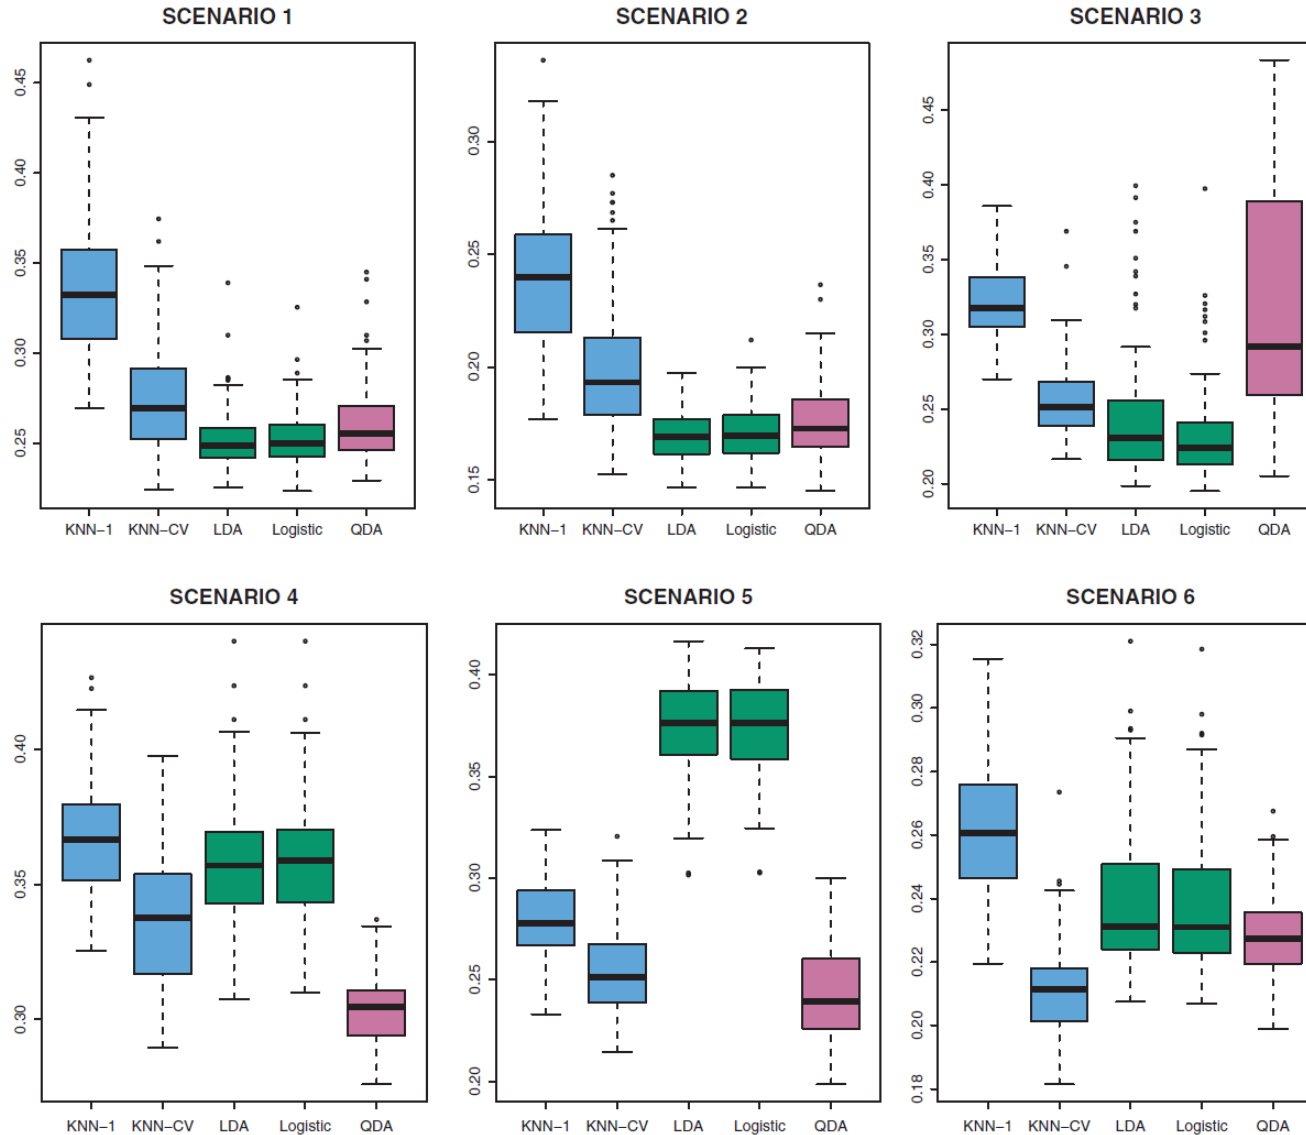 SCENARIO 1
0.45
0.40
0.35
0.30
0.25
KNN−1 KNN−CV LDA Logistic QDA
SCENARIO 2
0.30
0.25
0.20
0.15
KNN−1 KNN−CV LDA Logistic QDA
SCENARIO 3
0.45
0.40
0.35
0.30
0.25
0.20
KNN−1 KNN−CV LDA Logistic QDA
SCENARIO 4
0.40
0.35
0.30
KNN−1 KNN−CV LDA Logistic QDA
SCENARIO 5
0.40
0.35
0.30
0.25
0.20
KNN−1 KNN−CV LDA Logistic QDA
SCENARIO 6
0.32
0.30
0.28
0.26
0.24
0.22
0.20
0.18
KNN−1 KNN−CV LDA Logistic QDA